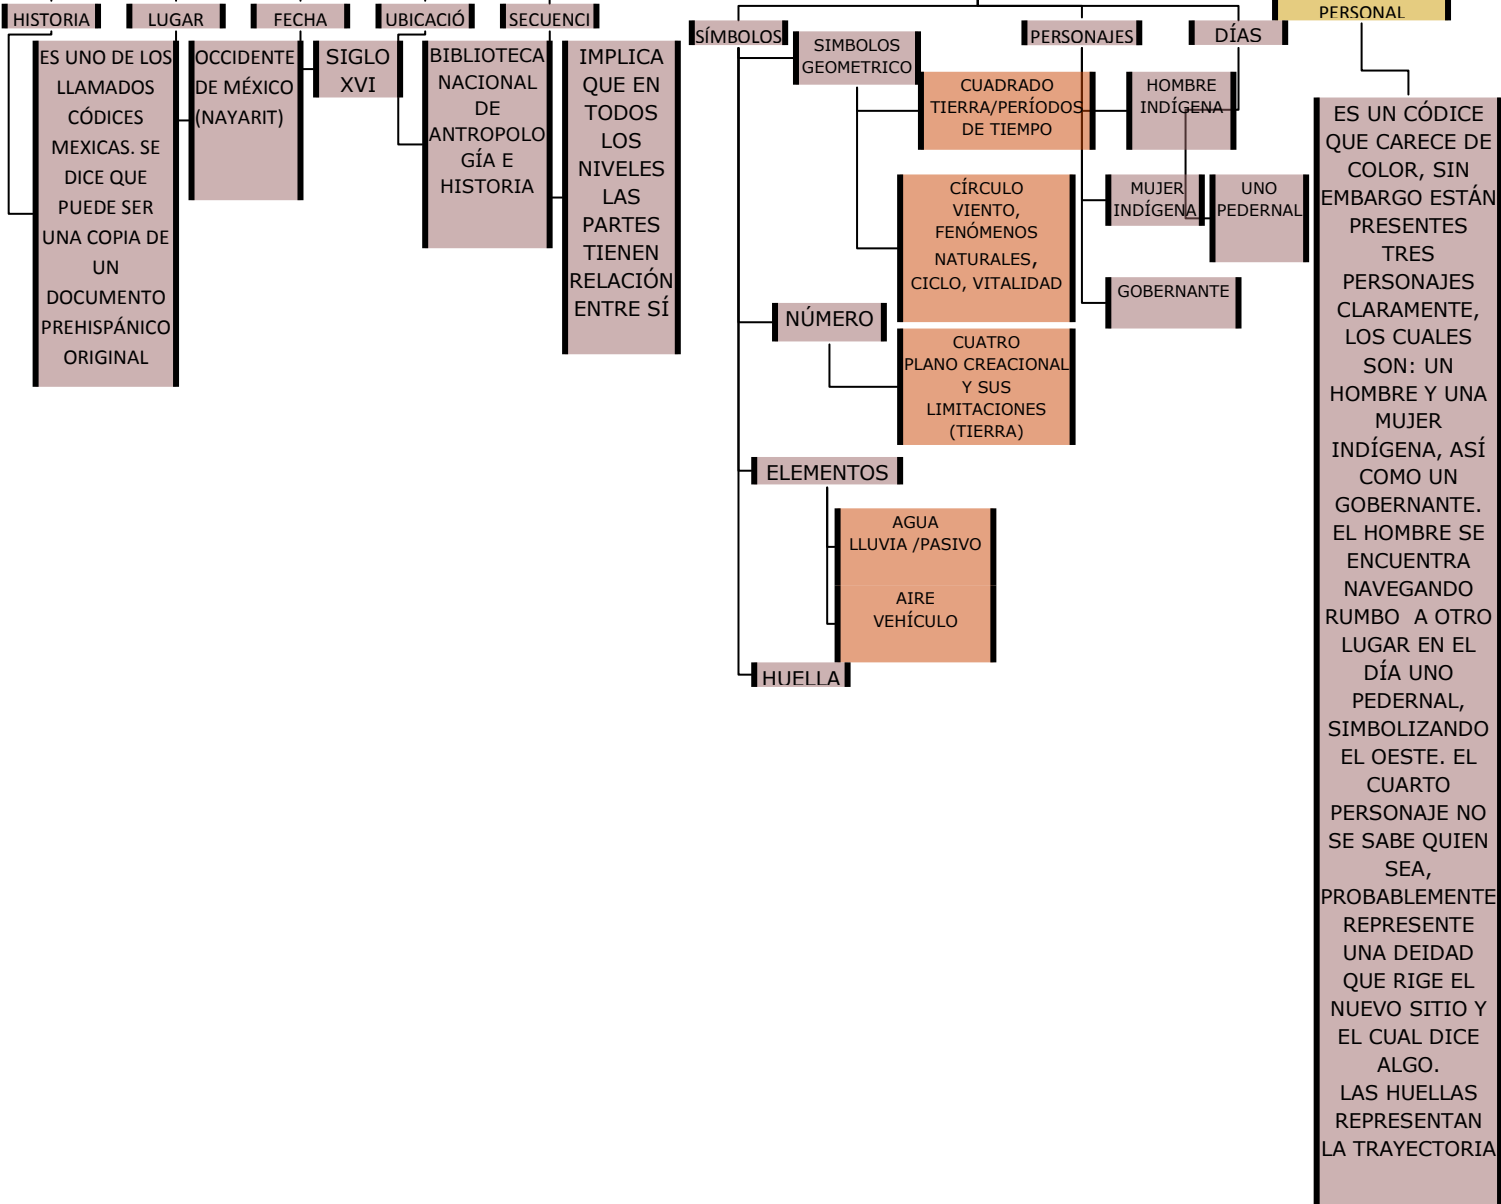 HISTORIA
LUGAR
FECHA
UBICACIÓ
SECUENCI
ES UNO DE LOS
LLAMADOS
CÓDICES
MEXICAS. SE
DICE QUE
PUEDE SER
UNA COPIA DE
UN
DOCUMENTO
PREHISPÁNICO
ORIGINAL
OCCIDENTE
DE MÉXICO
(NAYARIT)
SIGLO
XVI
BIBLIOTECA
NACIONAL
DE
ANTROPOLO
GÍA E
HISTORIA
IMPLICA
QUE EN
TODOS
LOS
NIVELES
LAS
PARTES
TIENEN
RELACIÓN
ENTRE SÍ
SÍMBOLOS
SIMBOLOS
GEOMETRICO
CUADRADO
TIERRA/PERÍODOS
DE TIEMPO
CÍRCULO
VIENTO,
FENÓMENOS
NATURALES,
CICLO, VITALIDAD
NÚMERO
CUATRO
PLANO CREACIONAL
Y SUS
LIMITACIONES
(TIERRA)
ELEMENTOS
AGUA
LLUVIA /PASIVO
AIRE
VEHÍCULO
HUELLA
PERSONAJES
HOMBRE
INDÍGENA
MUJER
INDÍGENA
GOBERNANTE
DÍAS
UNO
PEDERNAL
PERSONAL
ES UN CÓDICE
QUE CARECE DE
COLOR, SIN
EMBARGO ESTÁN
PRESENTES
TRES
PERSONAJES
CLARAMENTE,
LOS CUALES
SON: UN
HOMBRE Y UNA
MUJER
INDÍGENA, ASÍ
COMO UN
GOBERNANTE.
EL HOMBRE SE
ENCUENTRA
NAVEGANDO
RUMBO A OTRO
LUGAR EN EL
DÍA UNO
PEDERNAL,
SIMBOLIZANDO
EL OESTE. EL
CUARTO
PERSONAJE NO
SE SABE QUIEN
SEA,
PROBABLEMENTE
REPRESENTE
UNA DEIDAD
QUE RIGE EL
NUEVO SITIO Y
EL CUAL DICE
ALGO.
LAS HUELLAS
REPRESENTAN
LA TRAYECTORIA